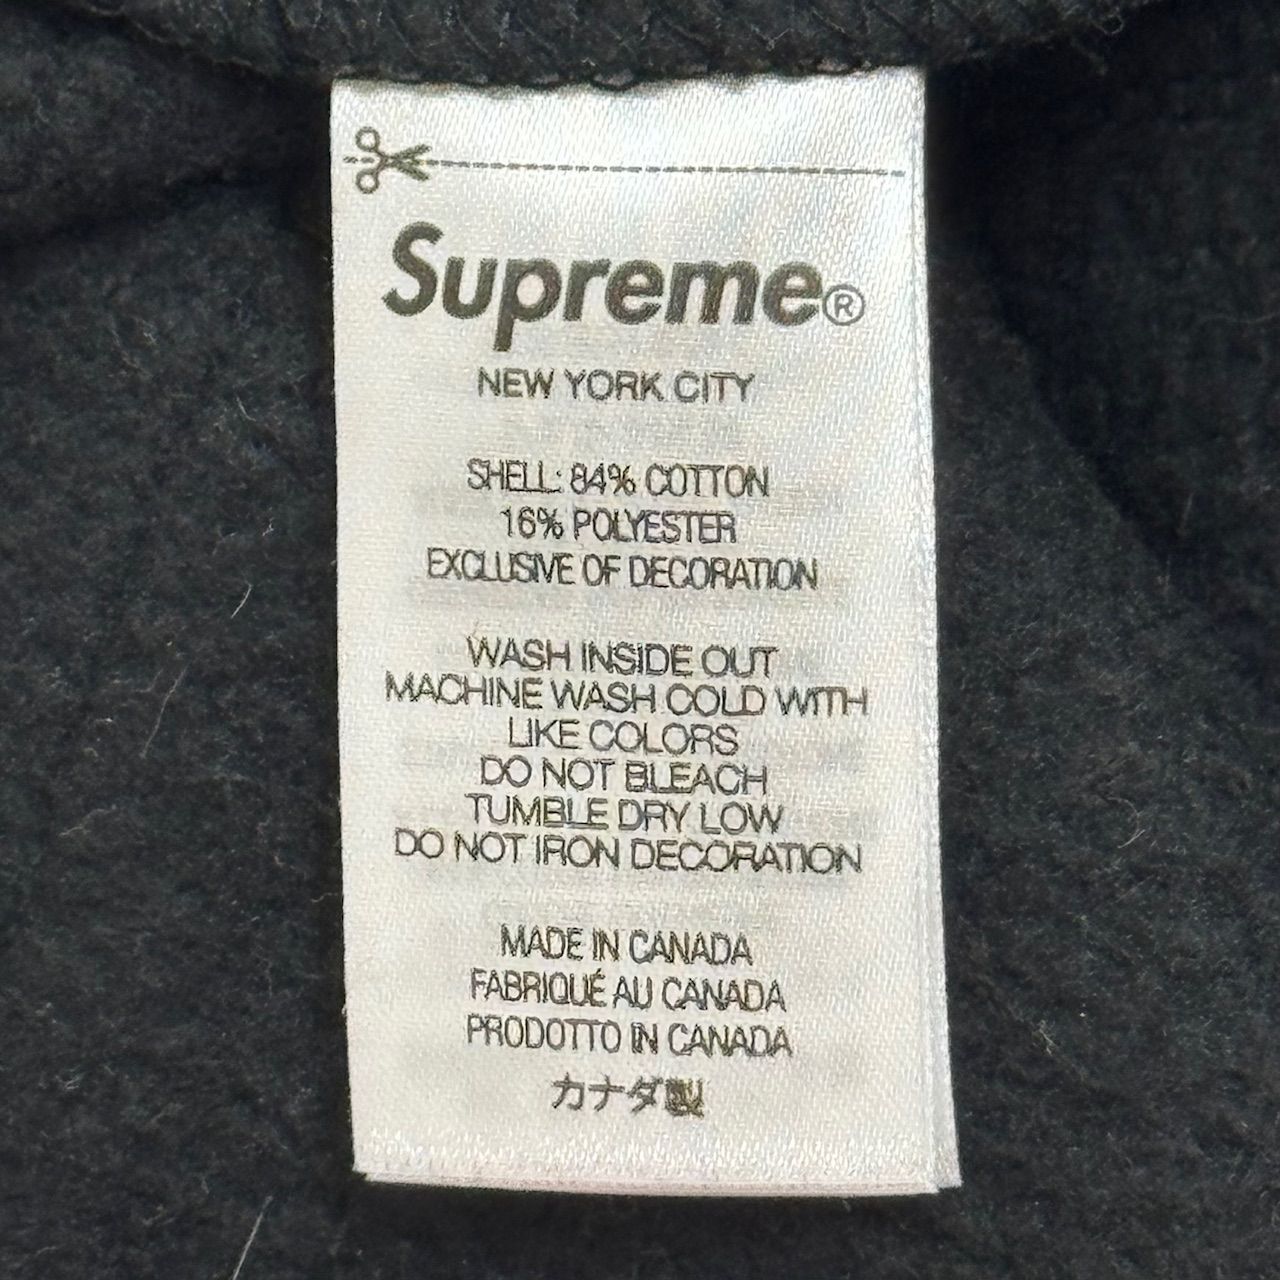 Supreme®
NEW YORK CITY
SHELL: 84% COTTON
16% POLYESTER
EXCLUSIVE OF DECORATION
WASH INSIDE OUT
MACHINE WASH COLD WITH
LIKE COLORS
DO NOT BLEACH
TUMBLE DRY LOW
DO NOT IRON DECORATION
MADE IN CANADA
FABRIQUÉ AU CANADA
PRODOTTO IN CANADA
カナダ製